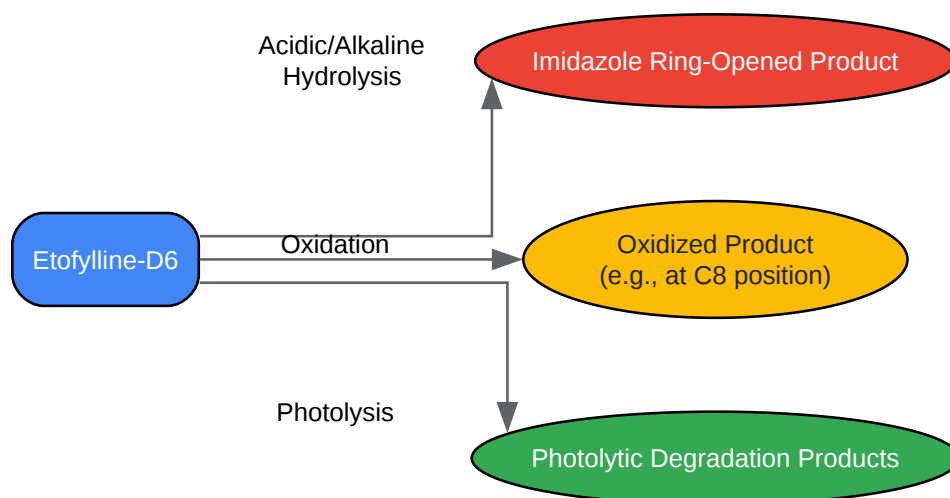 Acidic/Alkaline
Hydrolysis
Imidazole Ring-Opened Product
Etofylline-D6
Oxidation
Oxidized Product
(e.g., at C8 position)
Photolysis
Photolytic Degradation Products